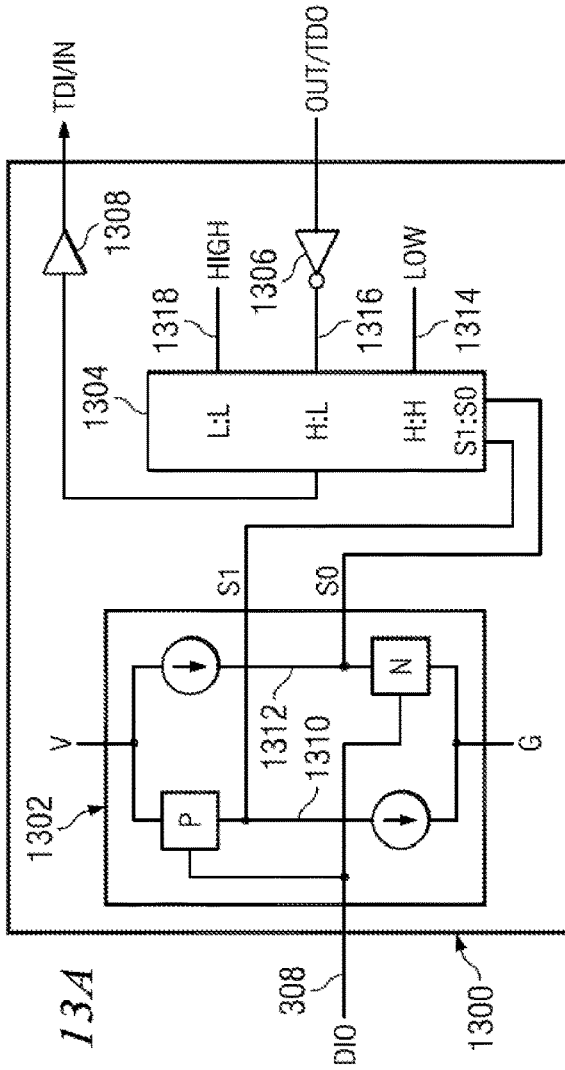 13A
1300
DIO
308
1302
V
P
N
1312
1310
G
S1
S0
1304
L:L
H:L
H:H
S1:S0
1318
HIGH
1306
1316
LOW
1314
1308
TDI/IN
OUT/TDO